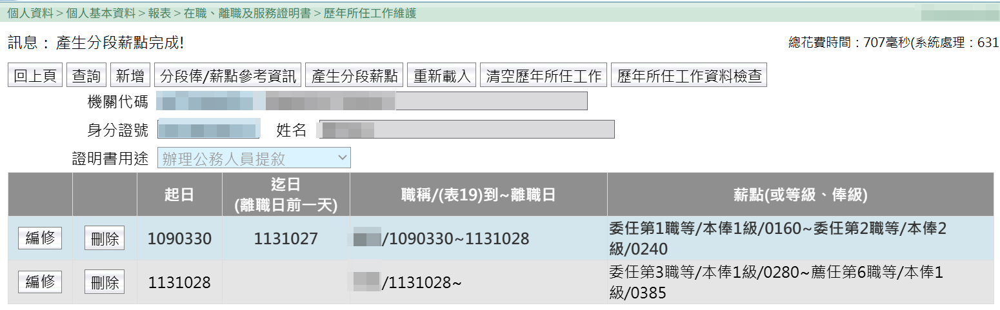 個人資料 > 個人基本資料 > 報表 > 在職、離職及服務證明書 > 歷年所任工作維護
訊息： 產生分段薪點完成!
總花費時間：707毫秒(系統處理：631
回上頁 查詢 新增 分段俸/薪點參考資訊 產生分段薪點 重新載入 清空歷年所任工作 歷年所任工作資料檢查
機關代碼
身分證號 姓名
證明書用途 辦理公務人員提敘
起日 迄日 職稱/(表19)到~離職日 薪點(或等級、俸級)
(離職日前一天)
編修 刪除 1090330 1131027 /1090330~1131028 委任第1職等/本俸1級/0160~委任第2職等/本俸2
級/0240
編修 刪除 1131028 /1131028~ 委任第3職等/本俸1級/0280~薦任第6職等/本俸1
級/0385